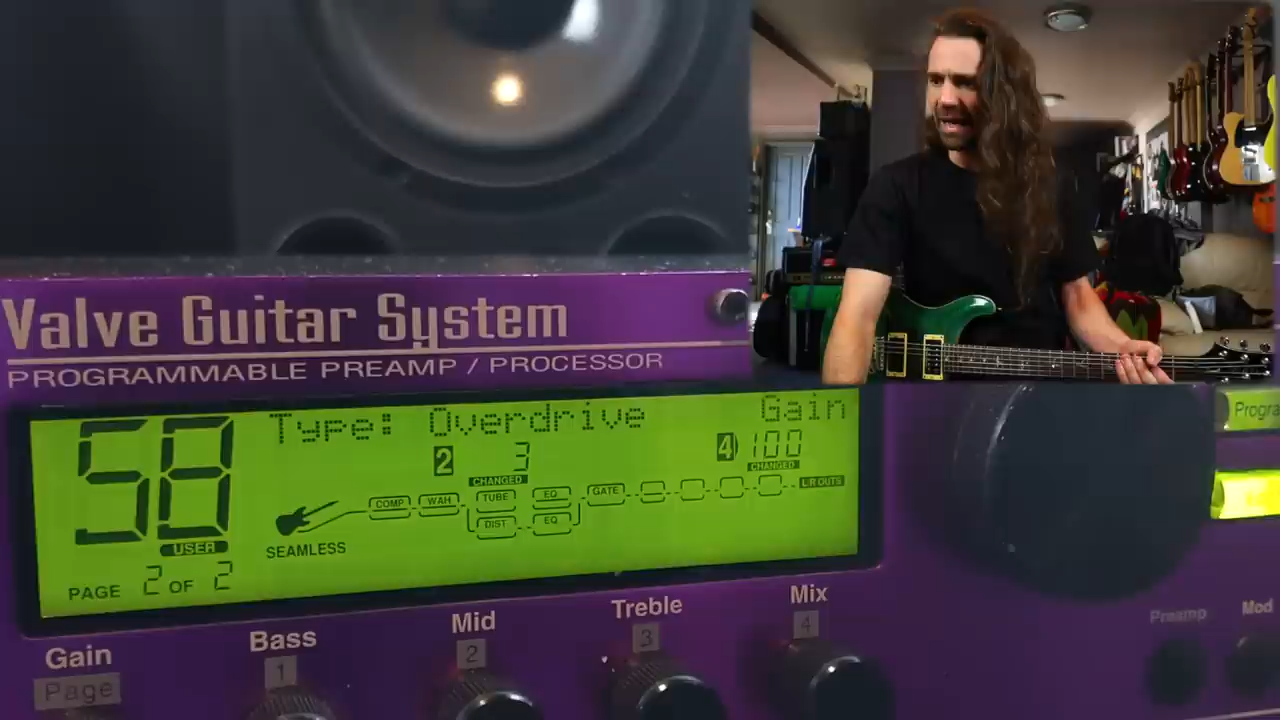 Valve Guitar System
PROGRAMMABLE PREAMP / PROCESSOR
58
USER
PAGE 2 OF 2
Type: Overdrive Gain
2 3 4 100
CHANGED CHANGED
COMP WAH TUBE EQ GATE L/R OUTS
DIST EQ
SEAMLESS
Gain
Page
Bass
1
Mid
2
Treble
3
Mix
4
Progra
Preamp
Mod